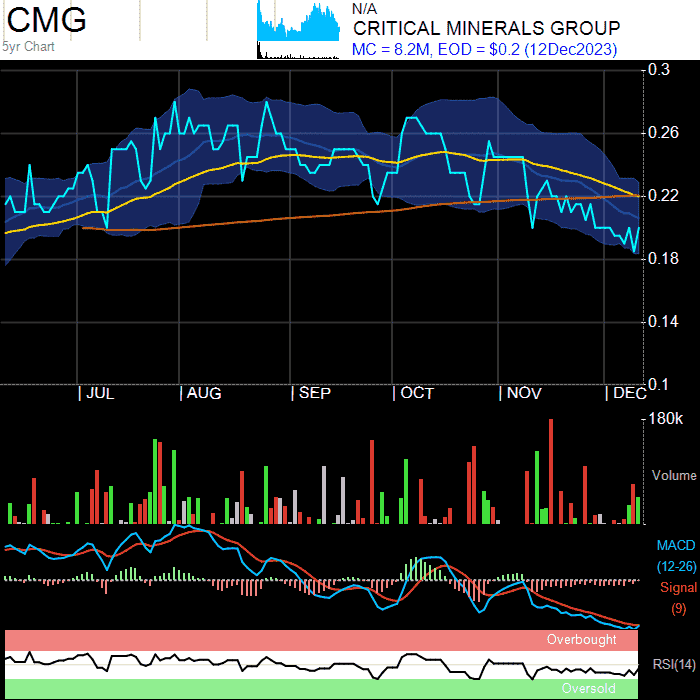 CMG
5yr Chart
N/A
CRITICAL MINERALS GROUP
MC = 8.2M, EOD = $0.2 (12Dec2023)
0.3
0.26
0.22
0.18
0.14
0.1
| JUL | AUG | SEP | OCT | NOV | DEC
180k
Volume
MACD
(12-26)
Signal
(9)
Overbought
RSI(14)
Oversold